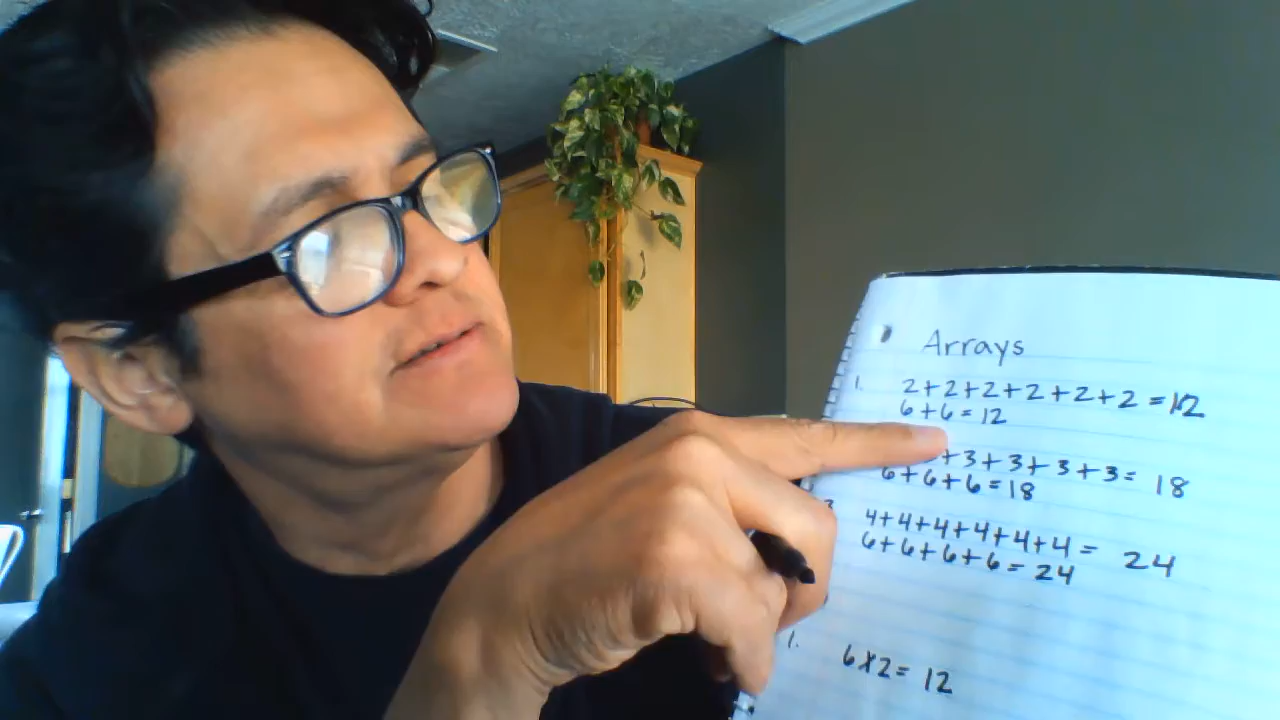 Arrays
1. 2+2+2+2+2+2=12
6+6=12
+3+3+3+3= 18
6+6+6=18
3 4+4+4+4+4+4= 24
6+6+6+6=24
1. 6x2=12